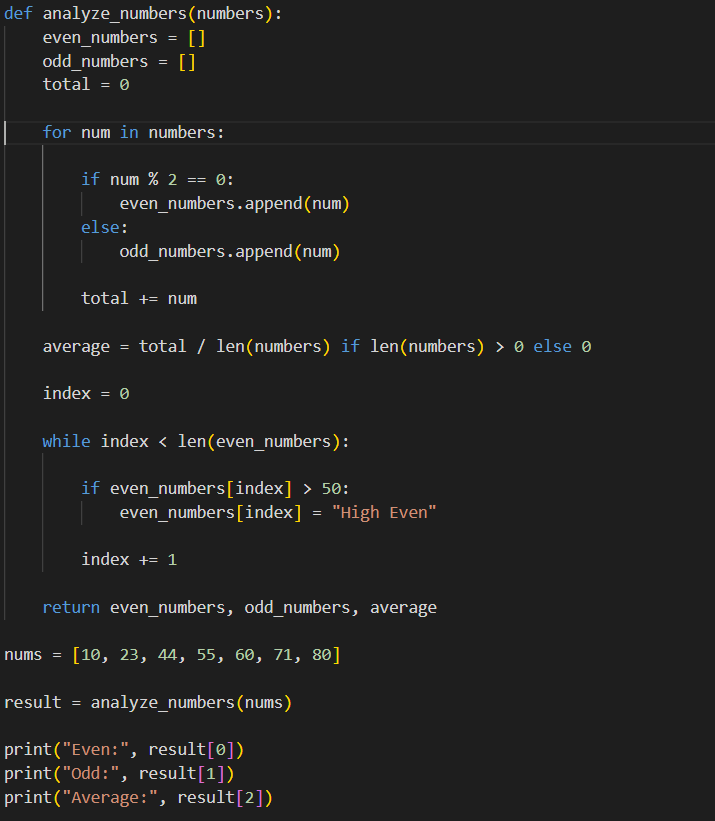 def analyze_numbers(numbers):
    even_numbers = []
    odd_numbers = []
    total = 0

    for num in numbers:

        if num % 2 == 0:
            even_numbers.append(num)
        else:
            odd_numbers.append(num)

        total += num

    average = total / len(numbers) if len(numbers) > 0 else 0

    index = 0

    while index < len(even_numbers):

        if even_numbers[index] > 50:
            even_numbers[index] = "High Even"

        index += 1

    return even_numbers, odd_numbers, average

nums = [10, 23, 44, 55, 60, 71, 80]

result = analyze_numbers(nums)

print("Even:", result[0])
print("Odd:", result[1])
print("Average:", result[2])